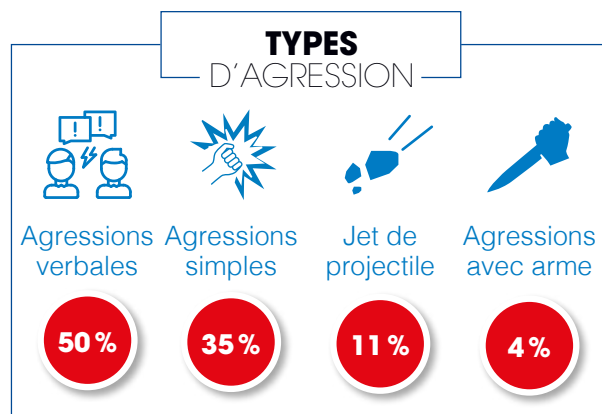 TYPES
D'AGRESSION
! !
Agressions verbales
50 %
Agressions simples
35 %
Jet de projectile
11 %
Agressions avec arme
4 %